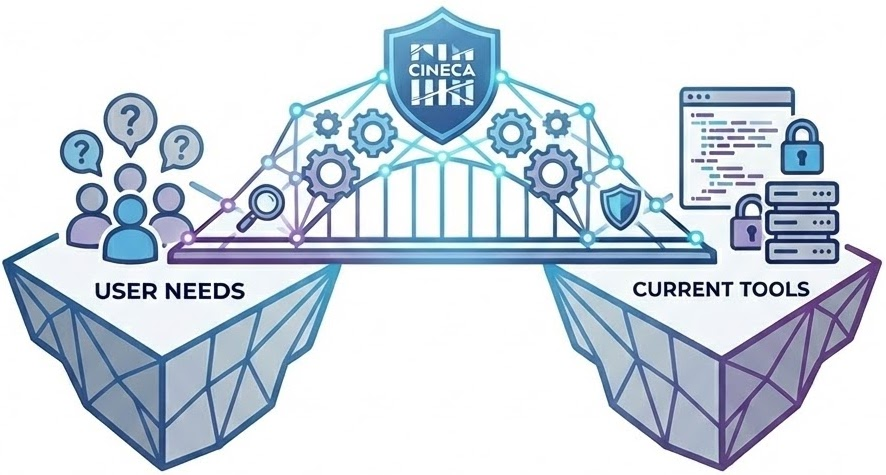 CINECA
? ? ?
USER NEEDS
CURRENT TOOLS